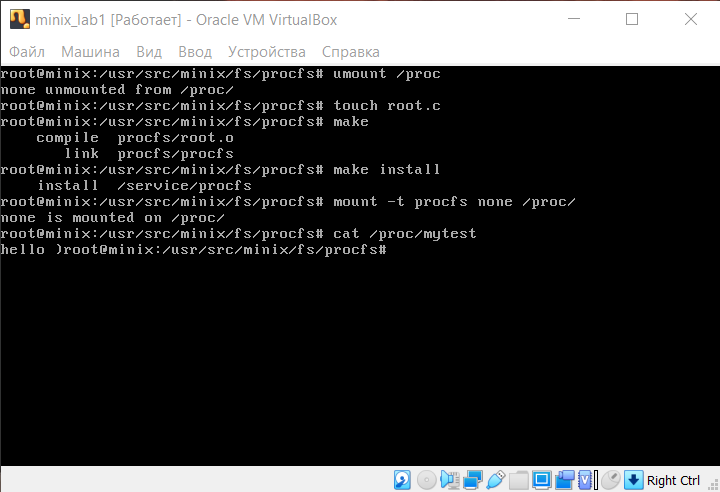 minix_lab1 [Работает] - Oracle VM VirtualBox
Файл Машина Вид Ввод Устройства Справка
root@minix:/usr/src/minix/fs/procfs# umount /proc
none unmounted from /proc/
root@minix:/usr/src/minix/fs/procfs# touch root.c
root@minix:/usr/src/minix/fs/procfs# make
compile procfs/root.o
link procfs/procfs
root@minix:/usr/src/minix/fs/procfs# make install
install /service/procfs
root@minix:/usr/src/minix/fs/procfs# mount -t procfs none /proc/
none is mounted on /proc/
root@minix:/usr/src/minix/fs/procfs# cat /proc/mytest
hello )root@minix:/usr/src/minix/fs/procfs#
Right Ctrl